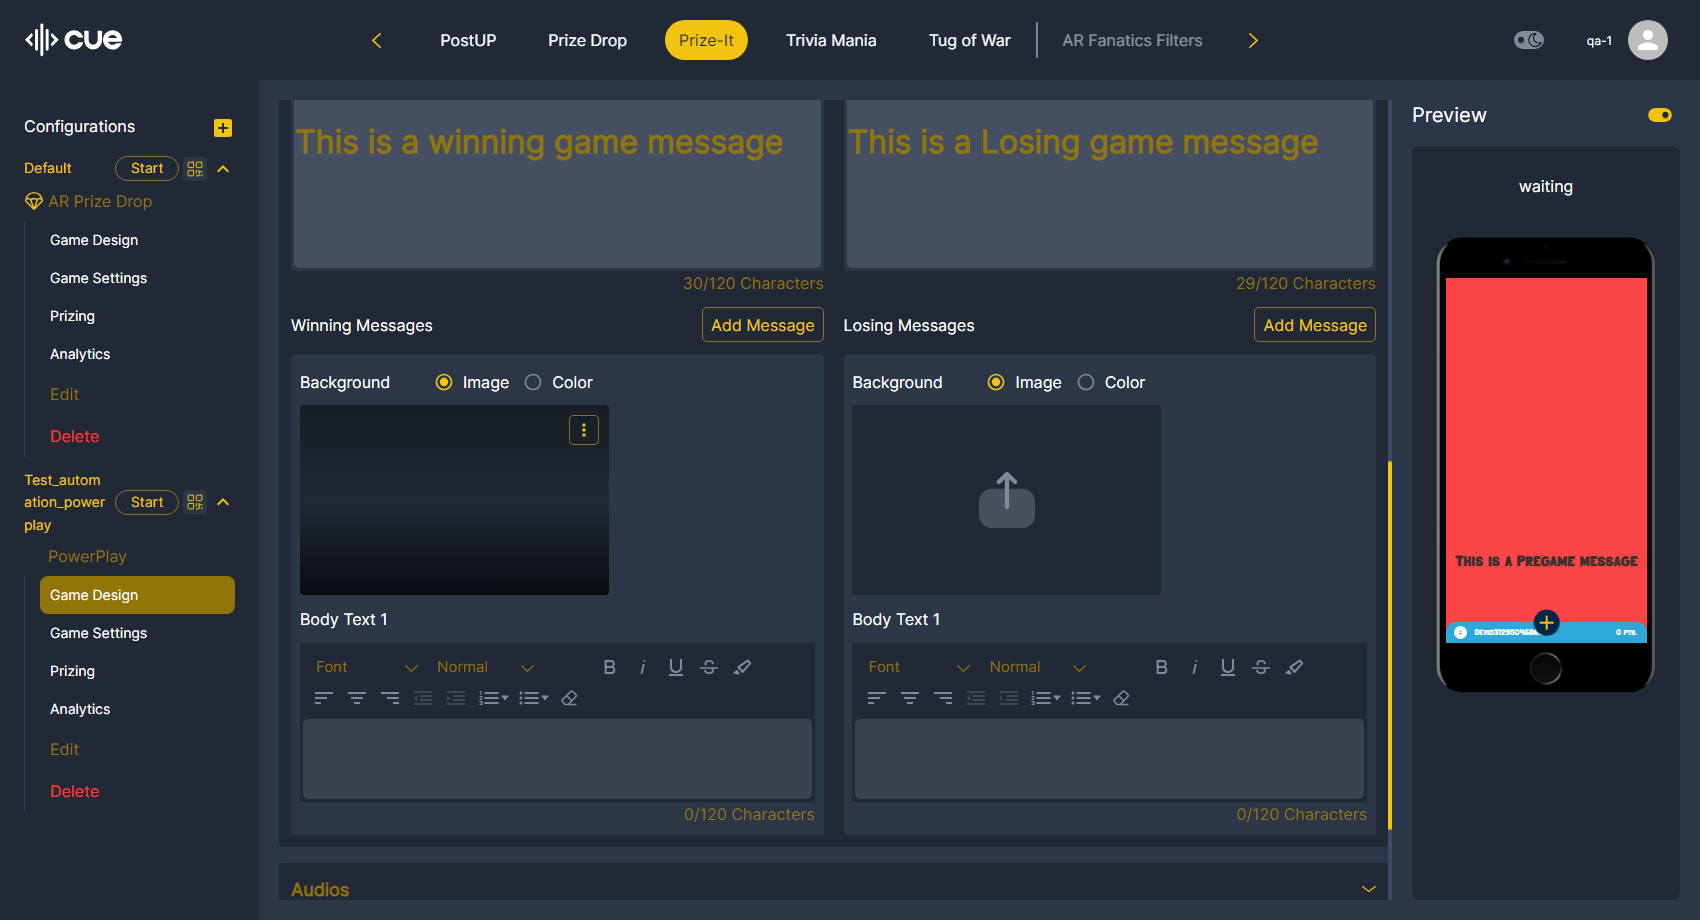 cue
PostUP
Prize Drop
Prize-It
Trivia Mania
Tug of War
AR Fanatics Filters
qa-1
Configurations
Default
Start
AR Prize Drop
Game Design
Game Settings
Prizing
Analytics
Edit
Delete
Test_autom
ation_power
play
Start
PowerPlay
Game Design
Game Settings
Prizing
Analytics
Edit
Delete
This is a winning game message
30/120 Characters
This is a Losing game message
29/120 Characters
Winning Messages
Add Message
Background
Image
Color
Body Text 1
Font
Normal
0/120 Characters
Losing Messages
Add Message
Background
Image
Color
Body Text 1
Font
Normal
0/120 Characters
Audios
Preview
waiting
This is a Pregame message
0 pts.